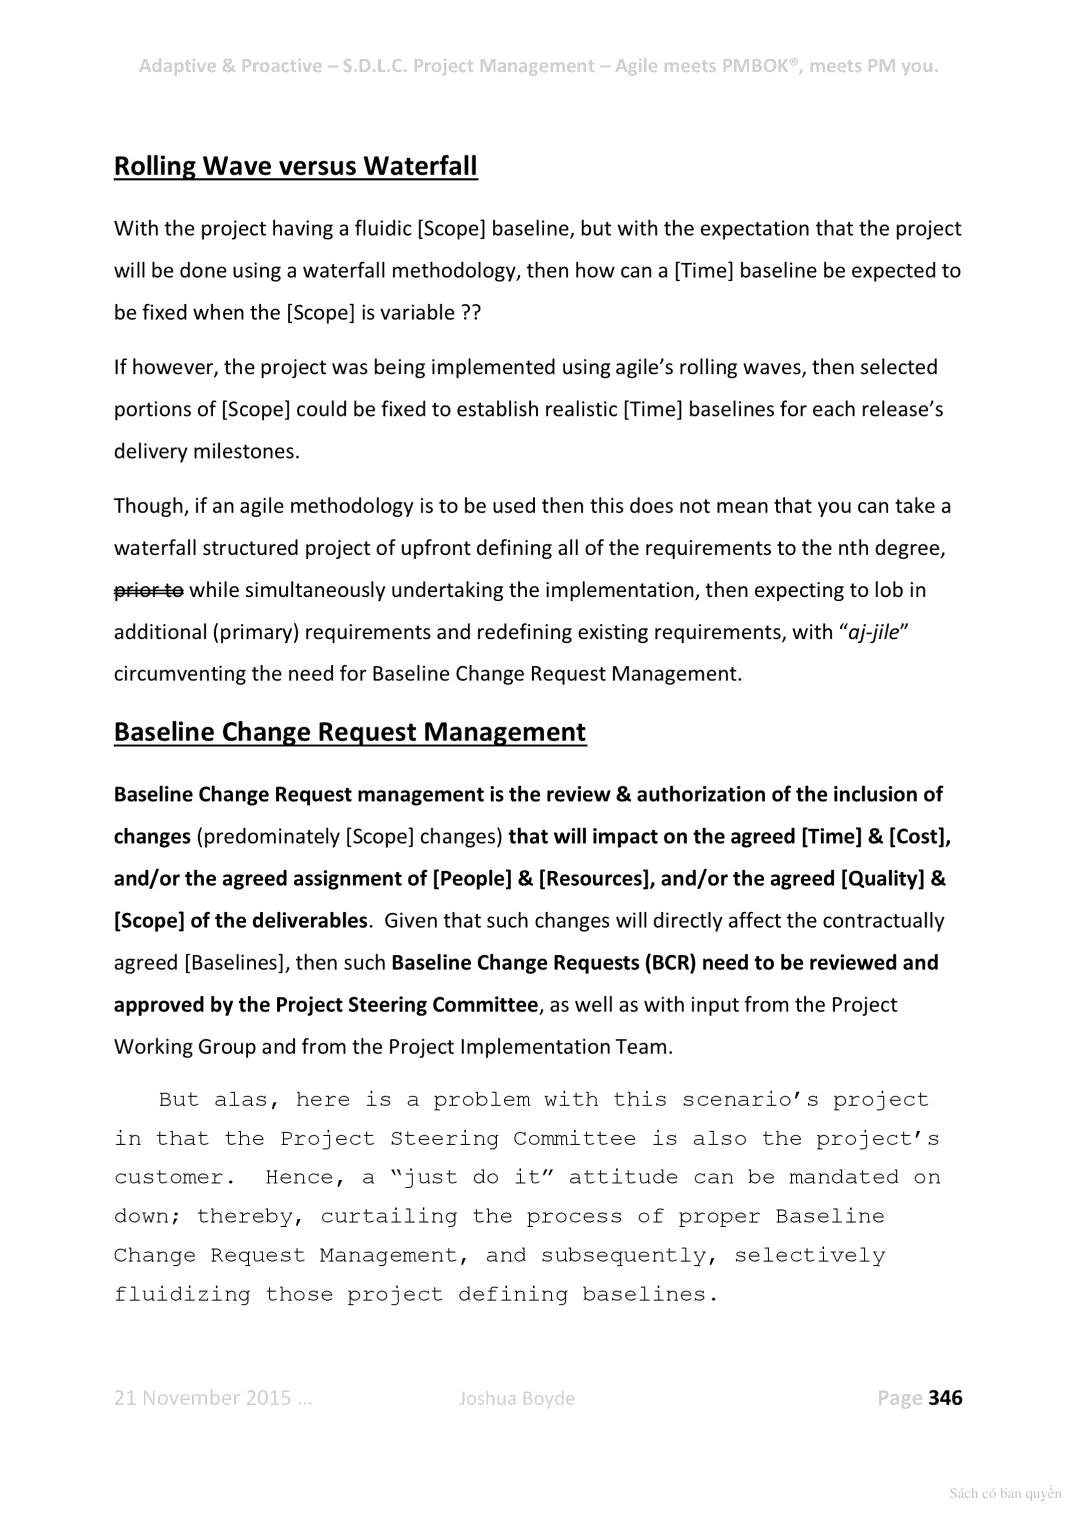 Adaptive & Proactive – S.D.L.C. Project Management – Agile meets PMBOK®, meets PM you.
Rolling Wave versus Waterfall
With the project having a fluidic [Scope] baseline, but with the expectation that the project
will be done using a waterfall methodology, then how can a [Time] baseline be expected to
be fixed when the [Scope] is variable ??
If however, the project was being implemented using agile’s rolling waves, then selected
portions of [Scope] could be fixed to establish realistic [Time] baselines for each release’s
delivery milestones.
Though, if an agile methodology is to be used then this does not mean that you can take a
waterfall structured project of upfront defining all of the requirements to the nth degree,
prior to while simultaneously undertaking the implementation, then expecting to lob in
additional (primary) requirements and redefining existing requirements, with “aj-jile”
circumventing the need for Baseline Change Request Management.
Baseline Change Request Management
Baseline Change Request management is the review & authorization of the inclusion of
changes (predominately [Scope] changes) that will impact on the agreed [Time] & [Cost],
and/or the agreed assignment of [People] & [Resources], and/or the agreed [Quality] &
[Scope] of the deliverables.  Given that such changes will directly affect the contractually
agreed [Baselines], then such Baseline Change Requests (BCR) need to be reviewed and
approved by the Project Steering Committee, as well as with input from the Project
Working Group and from the Project Implementation Team.
But alas, here is a problem with this scenario’s project
in that the Project Steering Committee is also the project’s
customer.  Hence, a “just do it” attitude can be mandated on
down; thereby, curtailing the process of proper Baseline
Change Request Management, and subsequently, selectively
fluidizing those project defining baselines.
21 November 2015 … Joshua Boyde Page 346
Sách có bản quyền